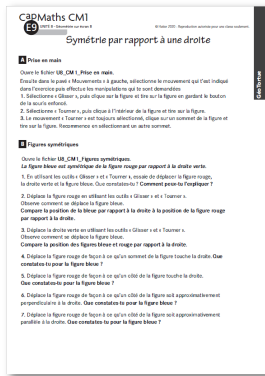 CAPMaths CM1
E9 UNITÉ 8 - Géométrie sur écran
© Hatier 2020. Reproduction autorisée pour une classe seulement.
Symétrie par rapport à une droite
GéoTortue
A Prise en main
Ouvre le fichier U8_CM1_Prise en main.
Ensuite dans le pavé « Mouvements » à gauche, sélectionne le mouvement qui t'est indiqué
dans l'exercice puis effectue les manipulations qui te sont demandées
1. Sélectionne « Glisser », puis clique sur la figure et tire sur la figure en gardant le bouton
de la souris enfoncé.
2. Sélectionne « Tourner », puis clique à l'intérieur de la figure et tire sur la figure.
3. Le mouvement « Tourner » est toujours sélectionné, clique sur un sommet de la figure et
tire sur la figure. Recommence en sélectionnant un autre sommet.
B Figures symétriques
Ouvre le fichier U8_CM1_Figures symétriques.
La figure bleue est symétrique de la figure rouge par rapport à la droite verte.
1. En utilisant les outils « Glisser » et « Tourner », essaie de déplacer la figure rouge,
la droite verte et la figure bleue. Que constates-tu ? Comment peux-tu l'expliquer ?
2. Déplace la figure rouge en utilisant les outils « Glisser » et « Tourner ».
Observe comment se déplace la figure bleue.
Compare la position de la bleue par rapport à la droite à la position de la figure rouge
par rapport à la droite.
3. Déplace la droite verte en utilisant les outils « Glisser » et « Tourner ».
Observe comment se déplace la figure bleue.
Compare la position des figures bleue et rouge par rapport à la droite.
4. Déplace la figure rouge de façon à ce qu'un sommet de la figure touche la droite. Que
constates-tu pour la figure bleue ?
5. Déplace la figure rouge de façon à ce qu'un côté de la figure touche la droite.
Que constates-tu pour la figure bleue ?
6. Déplace la figure rouge de façon à ce qu'un côté de la figure soit approximativement
perpendiculaire à la droite. Que constates-tu pour la figure bleue ?
7. Déplace la figure rouge de façon à ce qu'un côté de la figure soit approximativement
parallèle à la droite. Que constates-tu pour la figure bleue ?